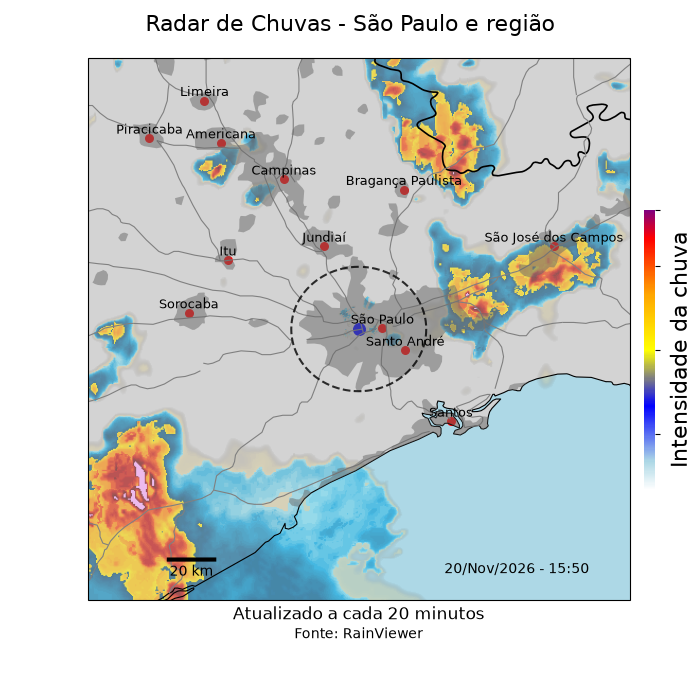 Radar de Chuvas - São Paulo e região
Limeira
Piracicaba
Americana
Campinas
Bragança Paulista
Itu
Jundiaí
São José dos Campos
Sorocaba
São Paulo
Santo André
Santos
Intensidade da chuva
20 km
20/Nov/2026 - 15:50
Atualizado a cada 20 minutos
Fonte: RainViewer